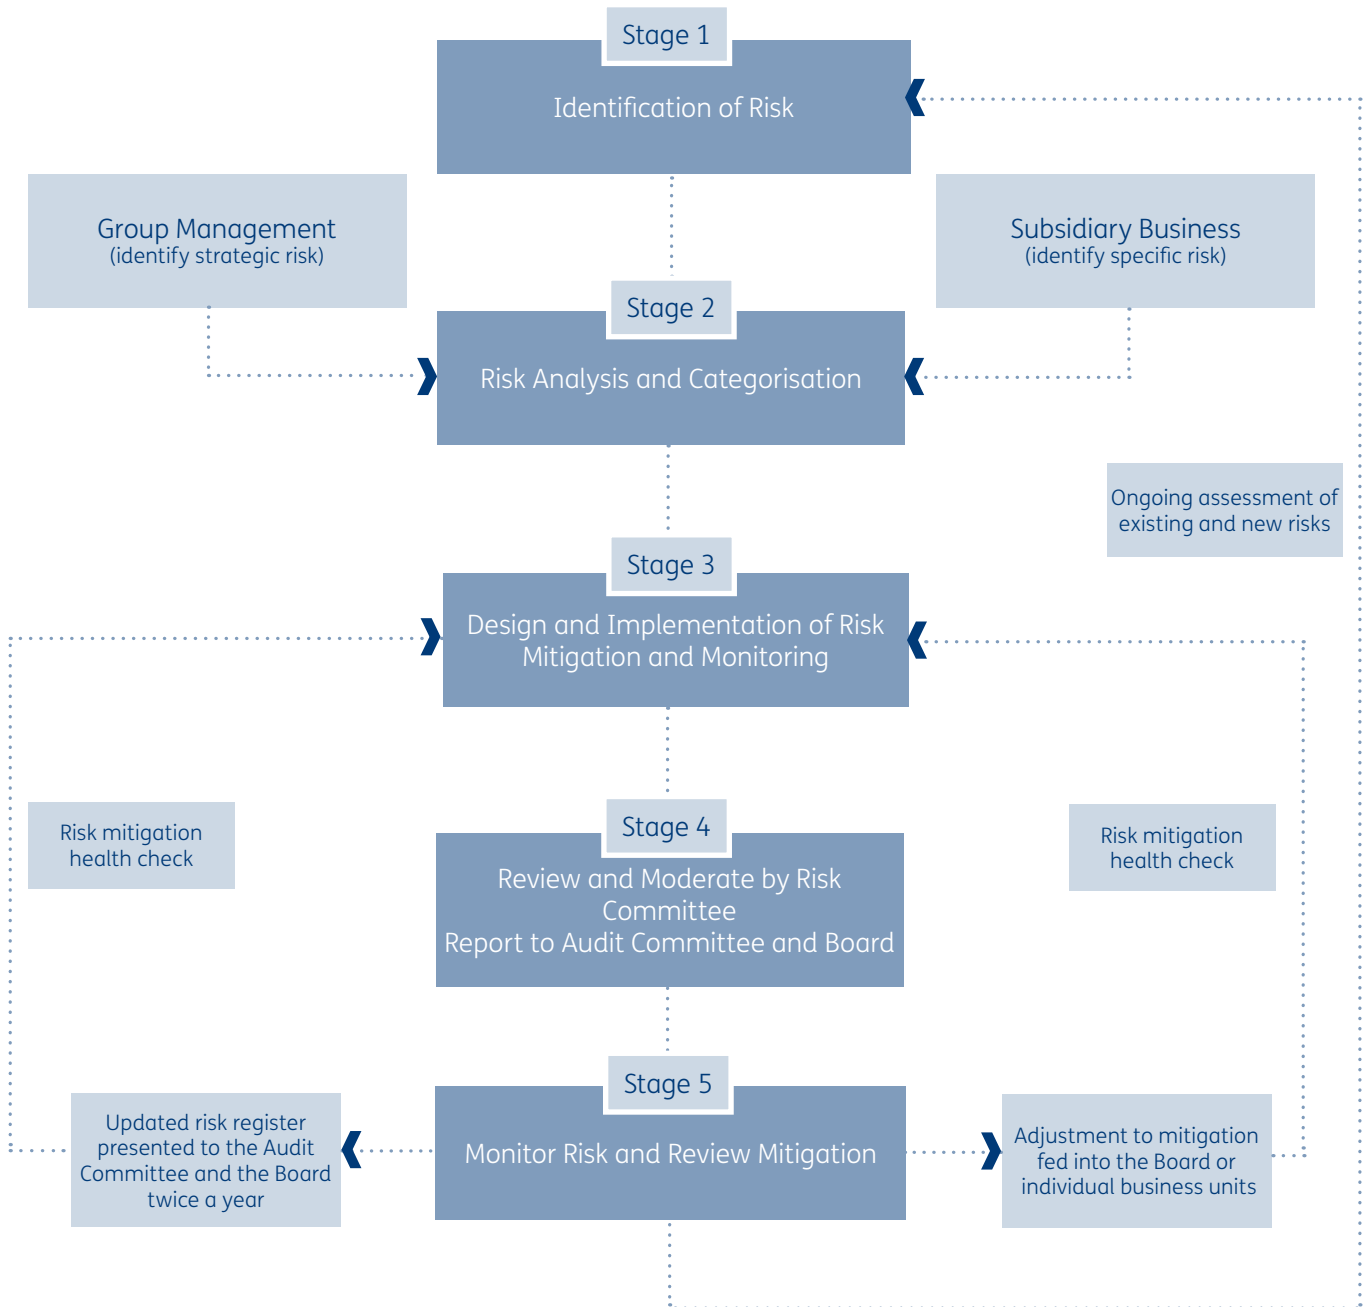 Stage 1
Identification of Risk
Group Management
(identify strategic risk)
Subsidiary Business
(identify specific risk)
Stage 2
Risk Analysis and Categorisation
Ongoing assessment of
existing and new risks
Stage 3
Design and Implementation of Risk
Mitigation and Monitoring
Risk mitigation
health check
Risk mitigation
health check
Stage 4
Review and Moderate by Risk
Committee
Report to Audit Committee and Board
Stage 5
Monitor Risk and Review Mitigation
Updated risk register
presented to the Audit
Committee and the Board
twice a year
Adjustment to mitigation
fed into the Board or
individual business units